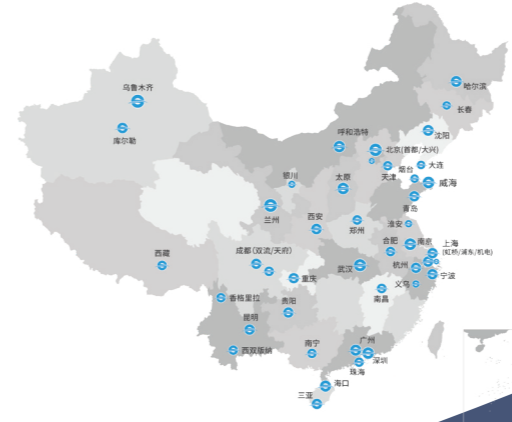 哈尔滨
乌鲁木齐
长春
库尔勒
呼和浩特
沈阳
北京(首都/大兴)
大连
天津
烟台
银川
太原
威海
青岛
兰州
西安
郑州
淮安
合肥
南京
上海
(虹桥/浦东/机电)
成都(双流/天府)
西藏
武汉
杭州
宁波
重庆
义乌
香格里拉
贵阳
南昌
昆明
西双版纳
南宁
广州
深圳
珠海
海口
三亚